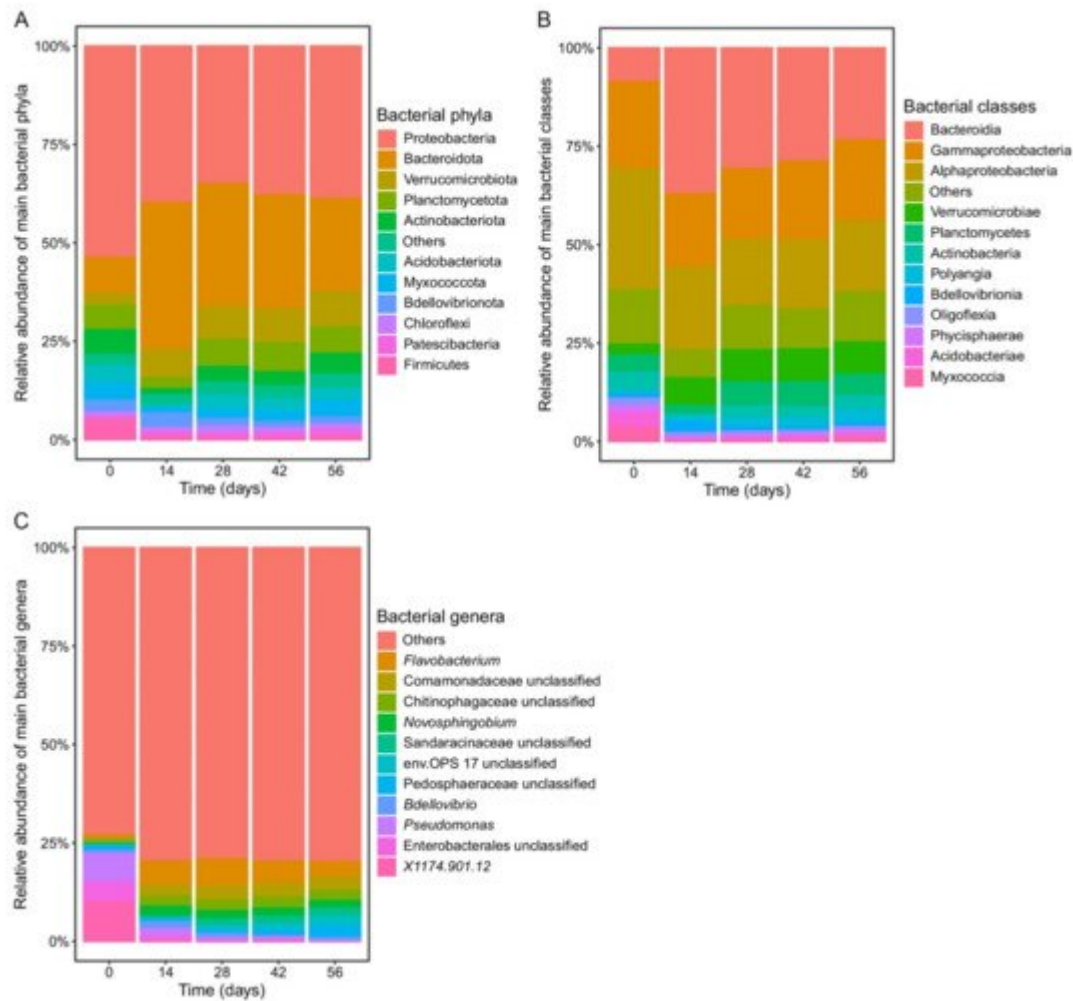 A
Relative abundance of main bacterial phyla
100%
75%
50%
25%
0%
0 14 28 42 56
Time (days)
Bacterial phyla
Proteobacteria
Bacteroidota
Verrucomicrobiota
Planctomycetota
Actinobacteriota
Others
Acidobacteriota
Myxococcota
Bdellovibrionota
Chloroflexi
Patescibacteria
Firmicutes
B
Relative abundance of main bacterial classes
100%
75%
50%
25%
0%
0 14 28 42 56
Time (days)
Bacterial classes
Bacteroidia
Gammaproteobacteria
Alphaproteobacteria
Others
Verrucomicrobiae
Planctomycetes
Actinobacteria
Polyangia
Bdellovibrionia
Oligoflexia
Phycisphaerae
Acidobacteriae
Myxococcia
C
Relative abundance of main bacterial genera
100%
75%
50%
25%
0%
0 14 28 42 56
Time (days)
Bacterial genera
Others
Flavobacterium
Comamonadaceae unclassified
Chitinophagaceae unclassified
Novosphingobium
Sandaracinaceae unclassified
env.OPS 17 unclassified
Pedosphaeraceae unclassified
Bdellovibrio
Pseudomonas
Enterobacterales unclassified
X1174.901.12